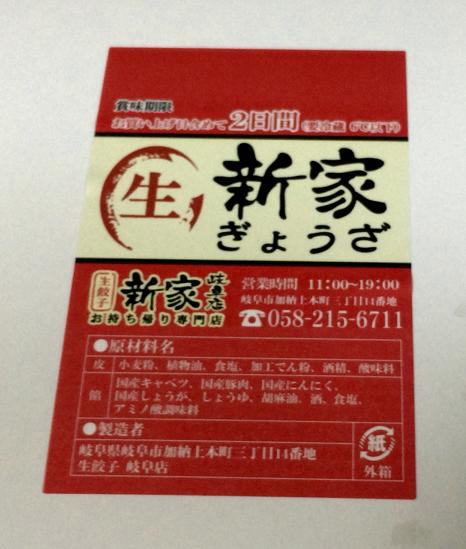 賞味期限
お買い上げ日含めて2日間(要冷蔵 6℃以下)
生
新家
ぎょうざ
生餃子 新家 岐阜店
お持ち帰り専門店
営業時間 11:00~19:00
岐阜市加納上本町三丁目14番地
☎058-215-6711
●原材料名
皮 小麦粉、植物油、食塩、加工でん粉、酒精、酸味料
餡 国産キャベツ、国産豚肉、国産にんにく、
国産しょうが、しょうゆ、胡麻油、酒、食塩、
アミノ酸調味料
●製造者
岐阜県岐阜市加納上本町三丁目14番地
生餃子 岐阜店
紙
外箱